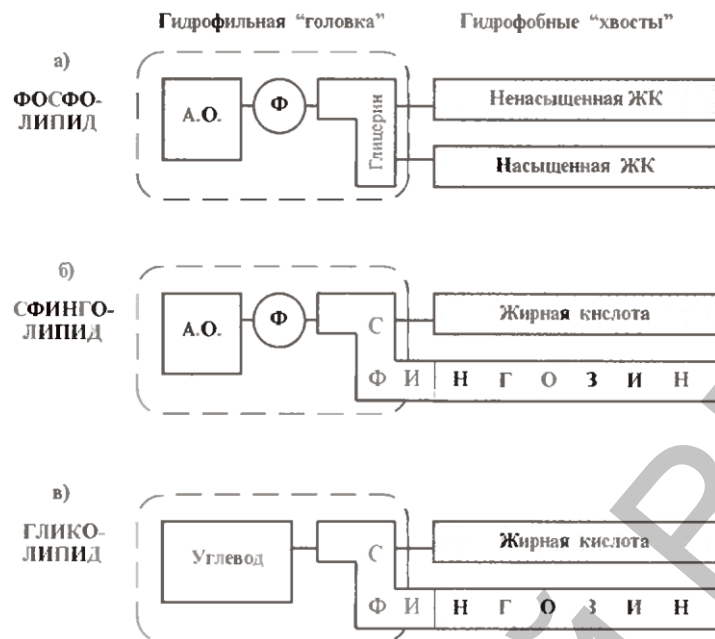 Гидрофильная “головка” Гидрофобные “хвосты”
а)
ФОСФО-
ЛИПИД
А.О.
Ф
Глицерин
Ненасыщенная ЖК
Насыщенная ЖК
б)
СФИНГО-
ЛИПИД
А.О.
Ф
С
Жирная кислота
Ф И Н Г О З И Н
в)
ГЛИКО-
ЛИПИД
Углевод
С
Жирная кислота
Ф И Н Г О З И Н